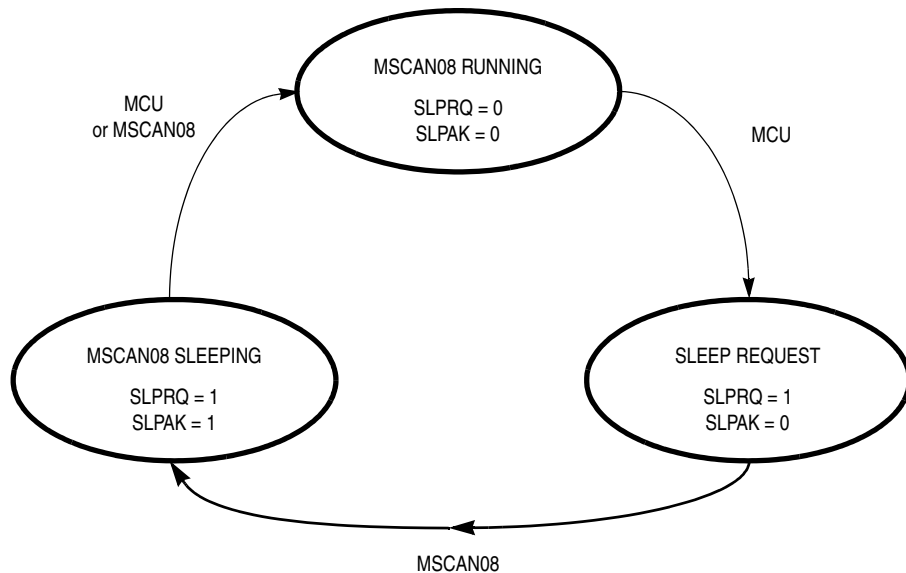 MSCAN08 RUNNING
SLPRQ = 0
SLPAK = 0
MCU
or MSCAN08
MCU
MSCAN08 SLEEPING
SLPRQ = 1
SLPAK = 1
SLEEP REQUEST
SLPRQ = 1
SLPAK = 0
MSCAN08